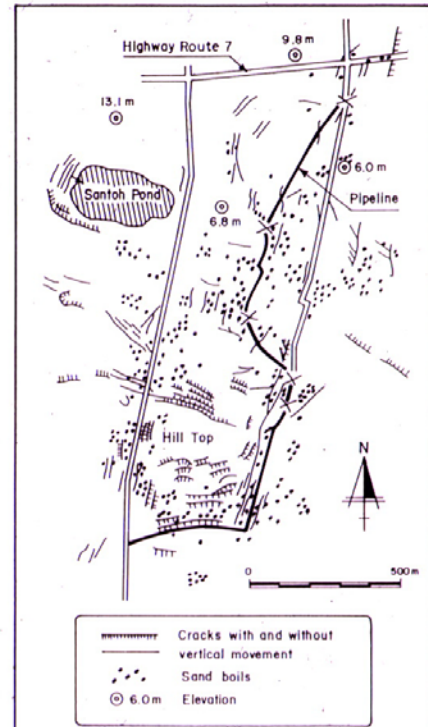 Highway Route 7
9.8 m
13.1 m
Santoh Pond
6.0 m
6.8 m
Pipeline
Hill Top
N
0 500 m
Cracks with and without
vertical movement
Sand boils
6.0 m Elevation